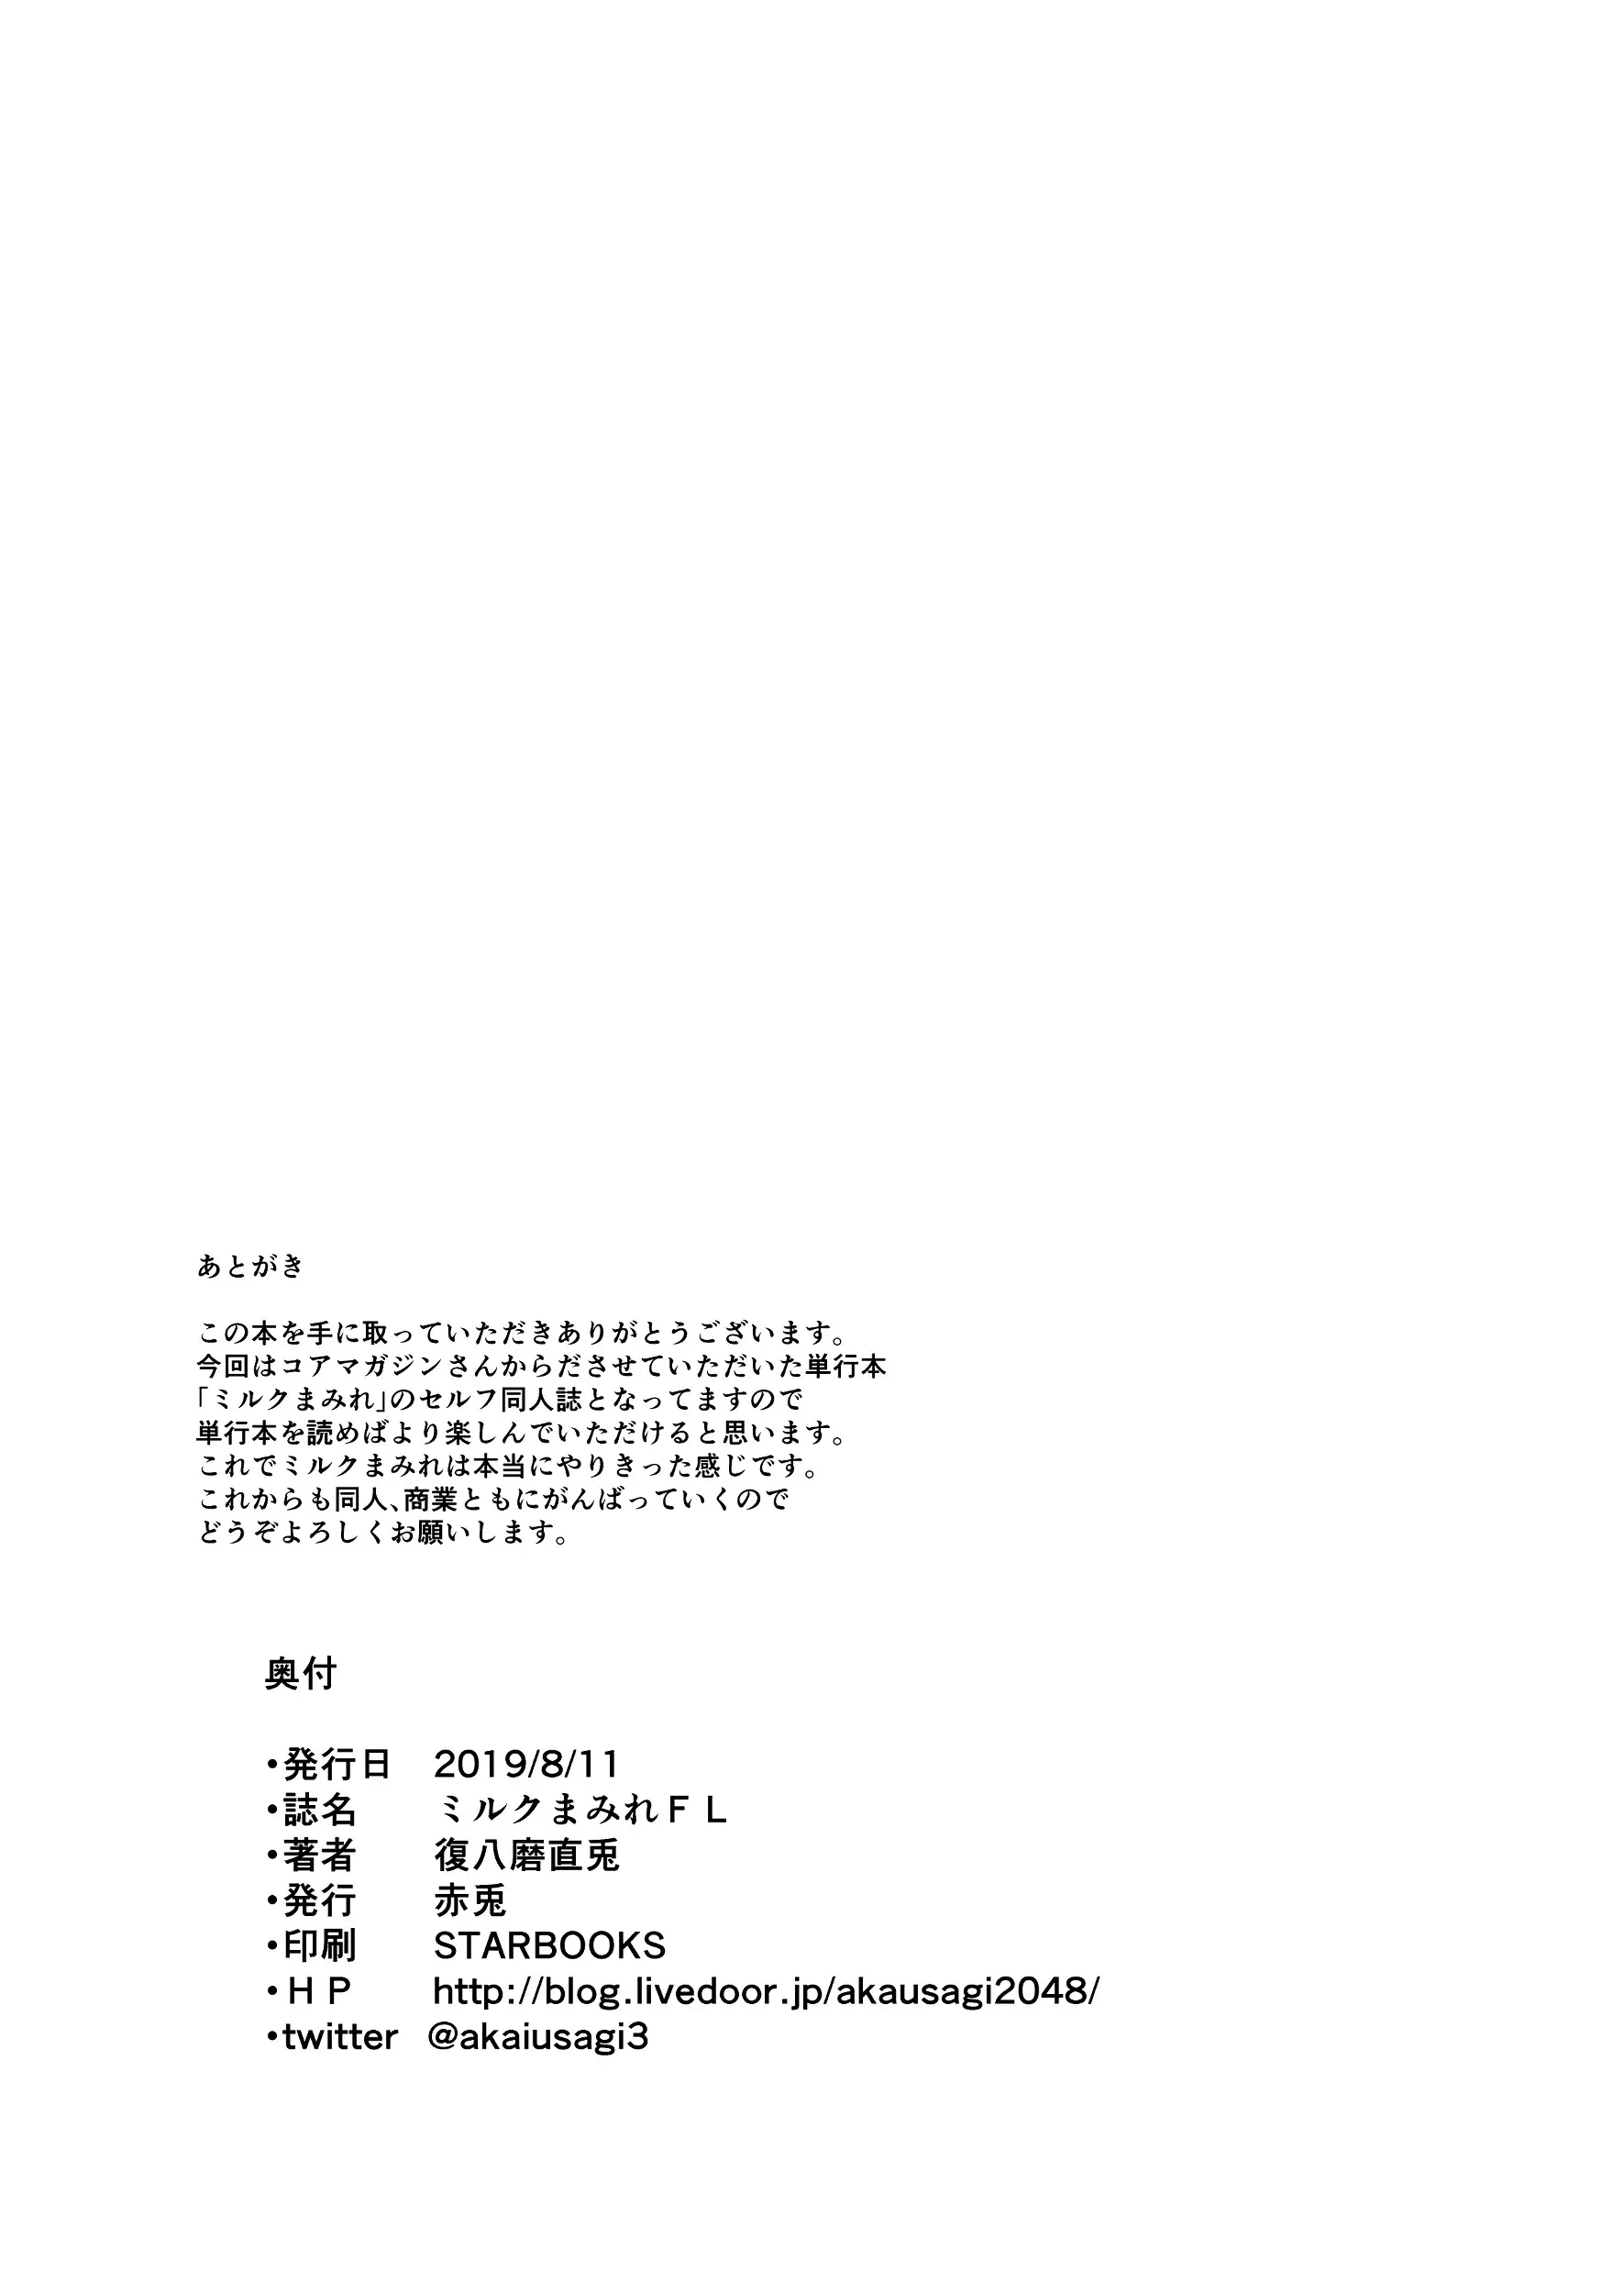 あとがき
この本を手に取っていただきありがとうございます。
今回はコアマガジンさんからださせていただいた単行本
「ミルクまみれ」のセルフ同人誌となってますので
単行本を読めばより楽しんでいただけると思います。
これでミルクまみれは本当にやりきった感じです。
これからも同人、商業ともにがんばっていくので
どうぞよろしくお願いします。
奥付
・発行日 2019/8/11
・誌名 ミルクまみれＦＬ
・著者 復八磨直兎
・発行 赤兎
・印刷 STARBOOKS
・ＨＰ http://blog.livedoor.jp/akausagi2048/
・twitter @akaiusagi3